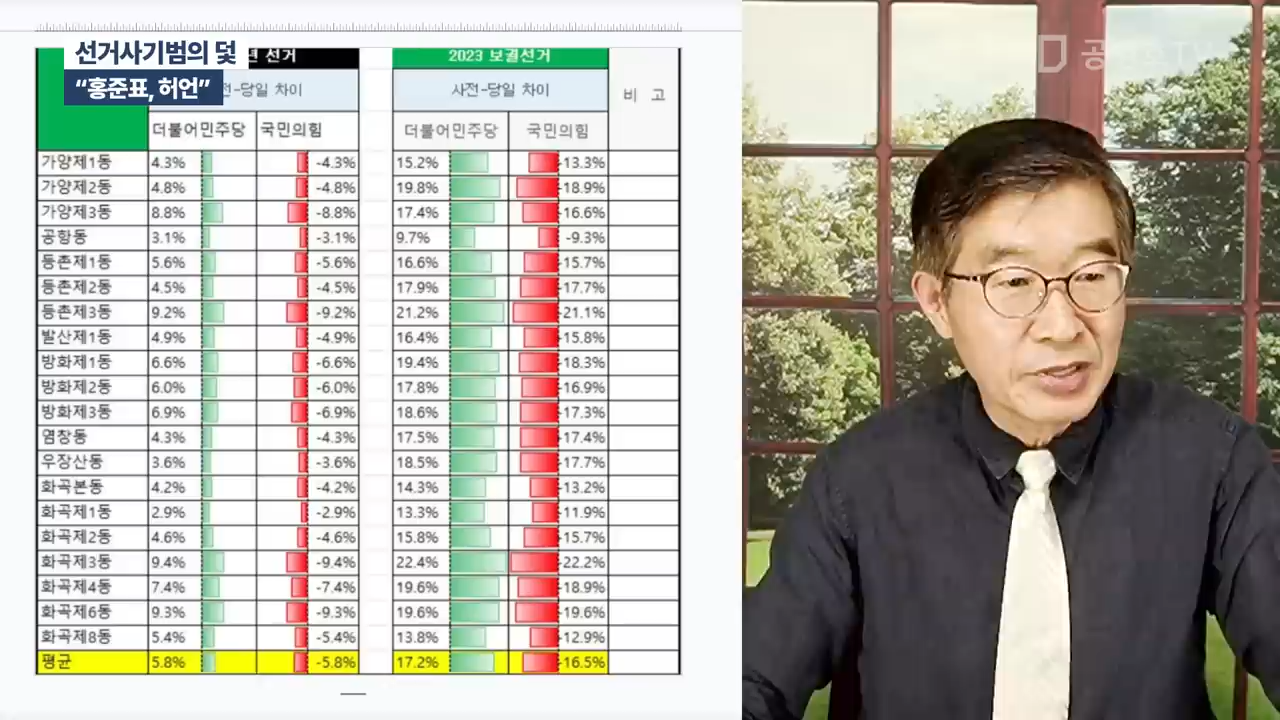 선거사기범의 덫
“홍준표, 허언”
선거
2023 보궐선거
전-당일 차이
사전-당일 차이
비 고
더불어민주당 국민의힘 더불어민주당 국민의힘
가양제1동 4.3% -4.3% 15.2% -13.3%
가양제2동 4.8% -4.8% 19.8% -18.9%
가양제3동 8.8% -8.8% 17.4% -16.6%
공항동 3.1% -3.1% 9.7% -9.3%
등촌제1동 5.6% -5.6% 16.6% -15.7%
등촌제2동 4.5% -4.5% 17.9% -17.7%
등촌제3동 9.2% -9.2% 21.2% -21.1%
발산제1동 4.9% -4.9% 16.4% -15.8%
방화제1동 6.6% -6.6% 19.4% -18.3%
방화제2동 6.0% -6.0% 17.8% -16.9%
방화제3동 6.9% -6.9% 18.6% -17.3%
염창동 4.3% -4.3% 17.5% -17.4%
우장산동 3.6% -3.6% 18.5% -17.7%
화곡본동 4.2% -4.2% 14.3% -13.2%
화곡제1동 2.9% -2.9% 13.3% -11.9%
화곡제2동 4.6% -4.6% 15.8% -15.7%
화곡제3동 9.4% -9.4% 22.4% -22.2%
화곡제4동 7.4% -7.4% 19.6% -18.9%
화곡제6동 9.3% -9.3% 19.6% -19.6%
화곡제8동 5.4% -5.4% 13.8% -12.9%
평균 5.8% -5.8% 17.2% -16.5%